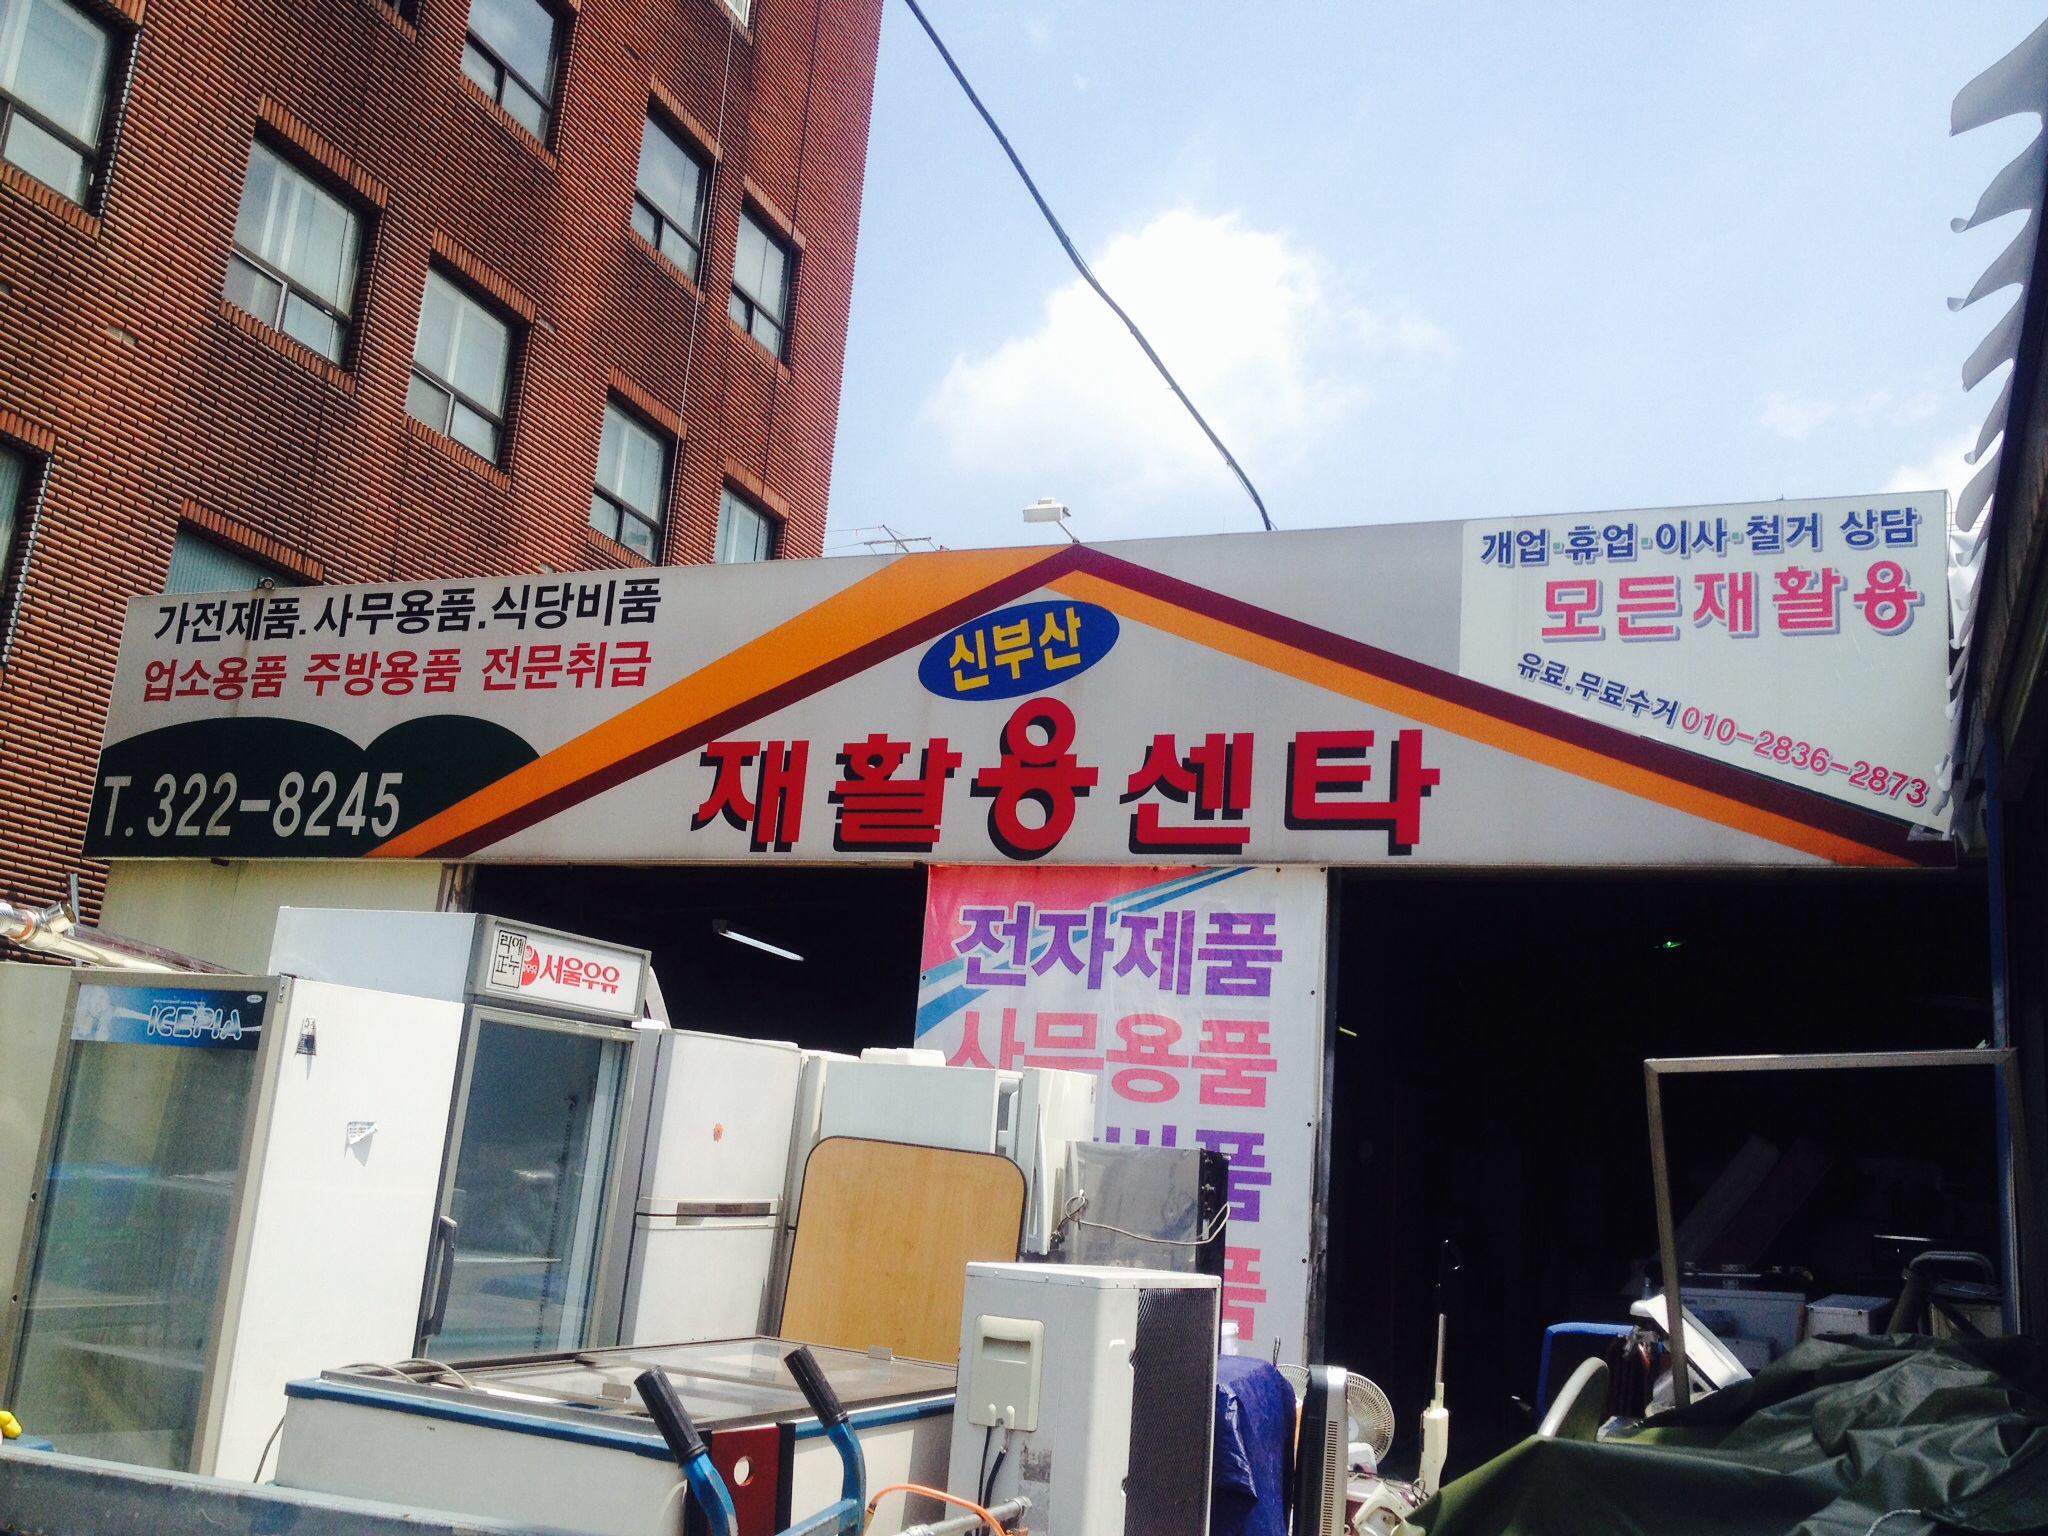 가전제품.사무용품.식당비품
업소용품 주방용품 전문취급
T.322-8245
신부산
재활용센타
개업·휴업·이사·철거 상담
모든재활용
유료.무료수거 010-2836-2873
전자제품
사무용품
서울우유
ICEPIA